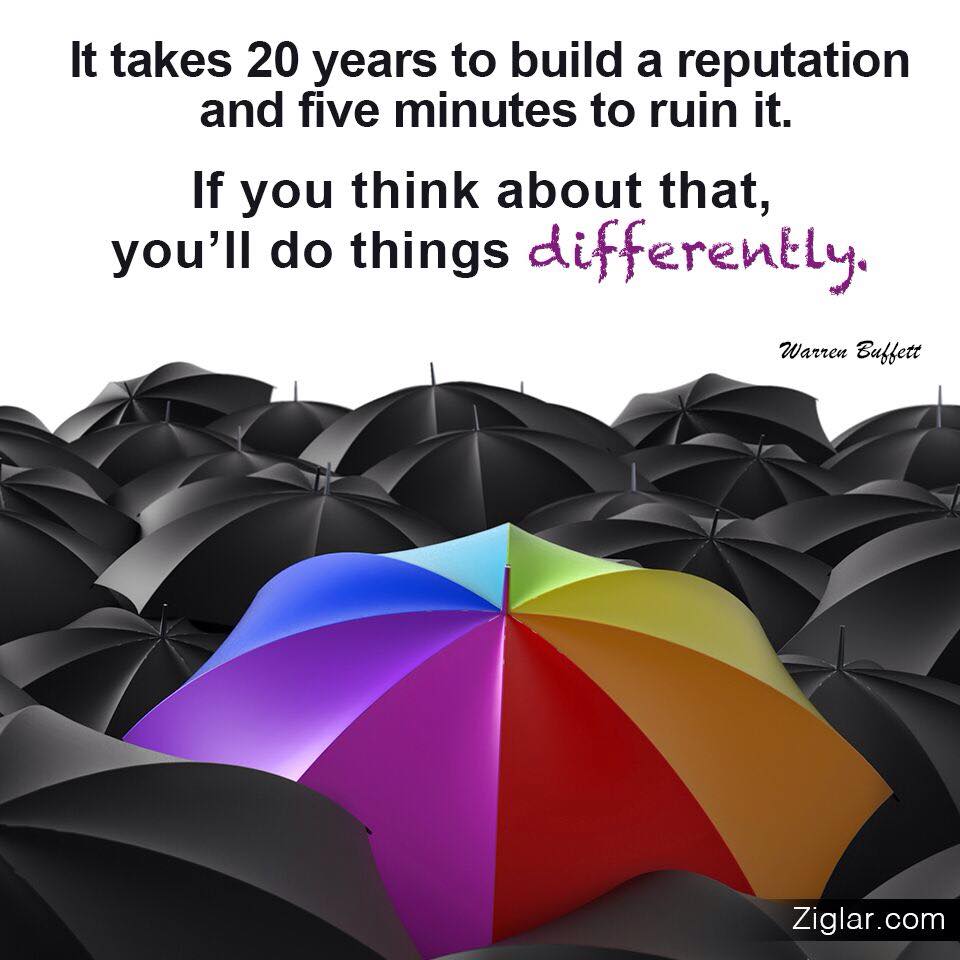 It takes 20 years to build a reputation
and five minutes to ruin it.
If you think about that,
you’ll do things differently.
Warren Buffett
Ziglar.com